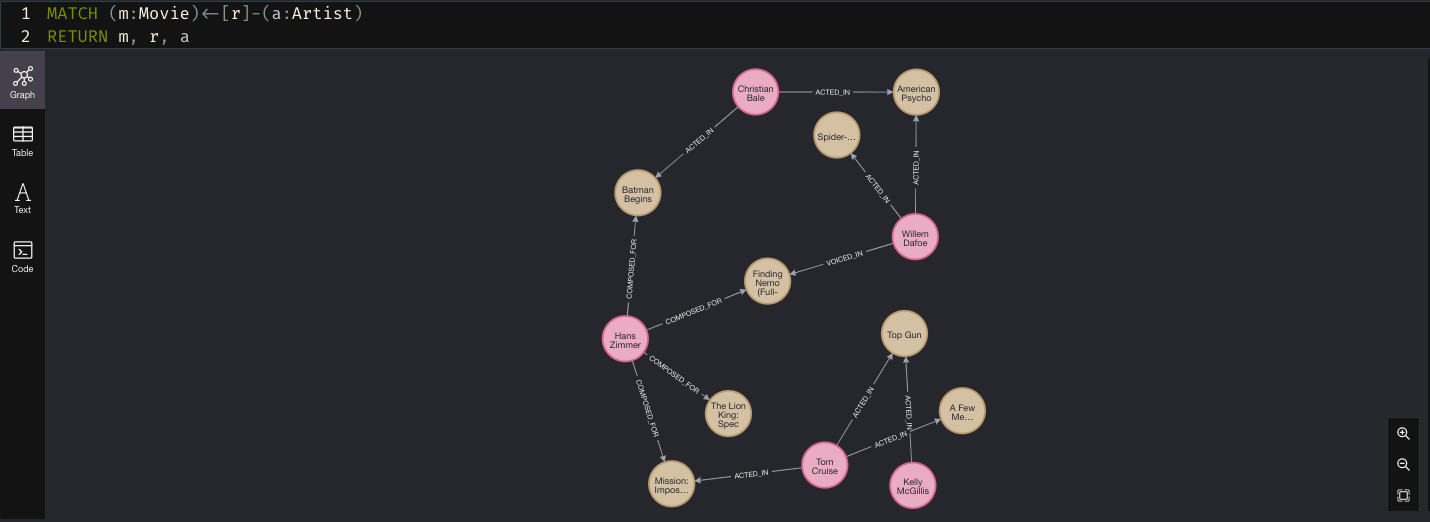 1 MATCH (m:Movie)<-[r]-(a:Artist)
2 RETURN m, r, a
Graph
Table
Text
Code
Christian
Bale
ACTED_IN
American
Psycho
Spider-...
ACTED_IN
ACTED_IN
ACTED_IN
Batman
Begins
Willem
Dafoe
COMPOSED_FOR
VOICED_IN
Finding
Nemo
(Full-
COMPOSED_FOR
Hans
Zimmer
Top Gun
COMPOSED_FOR
COMPOSED_FOR
ACTED_IN
ACTED_IN
The Lion
King:
Spec
A Few
Me...
ACTED_IN
Tom
Cruise
ACTED_IN
Mission:
Impos...
Kelly
McGillis